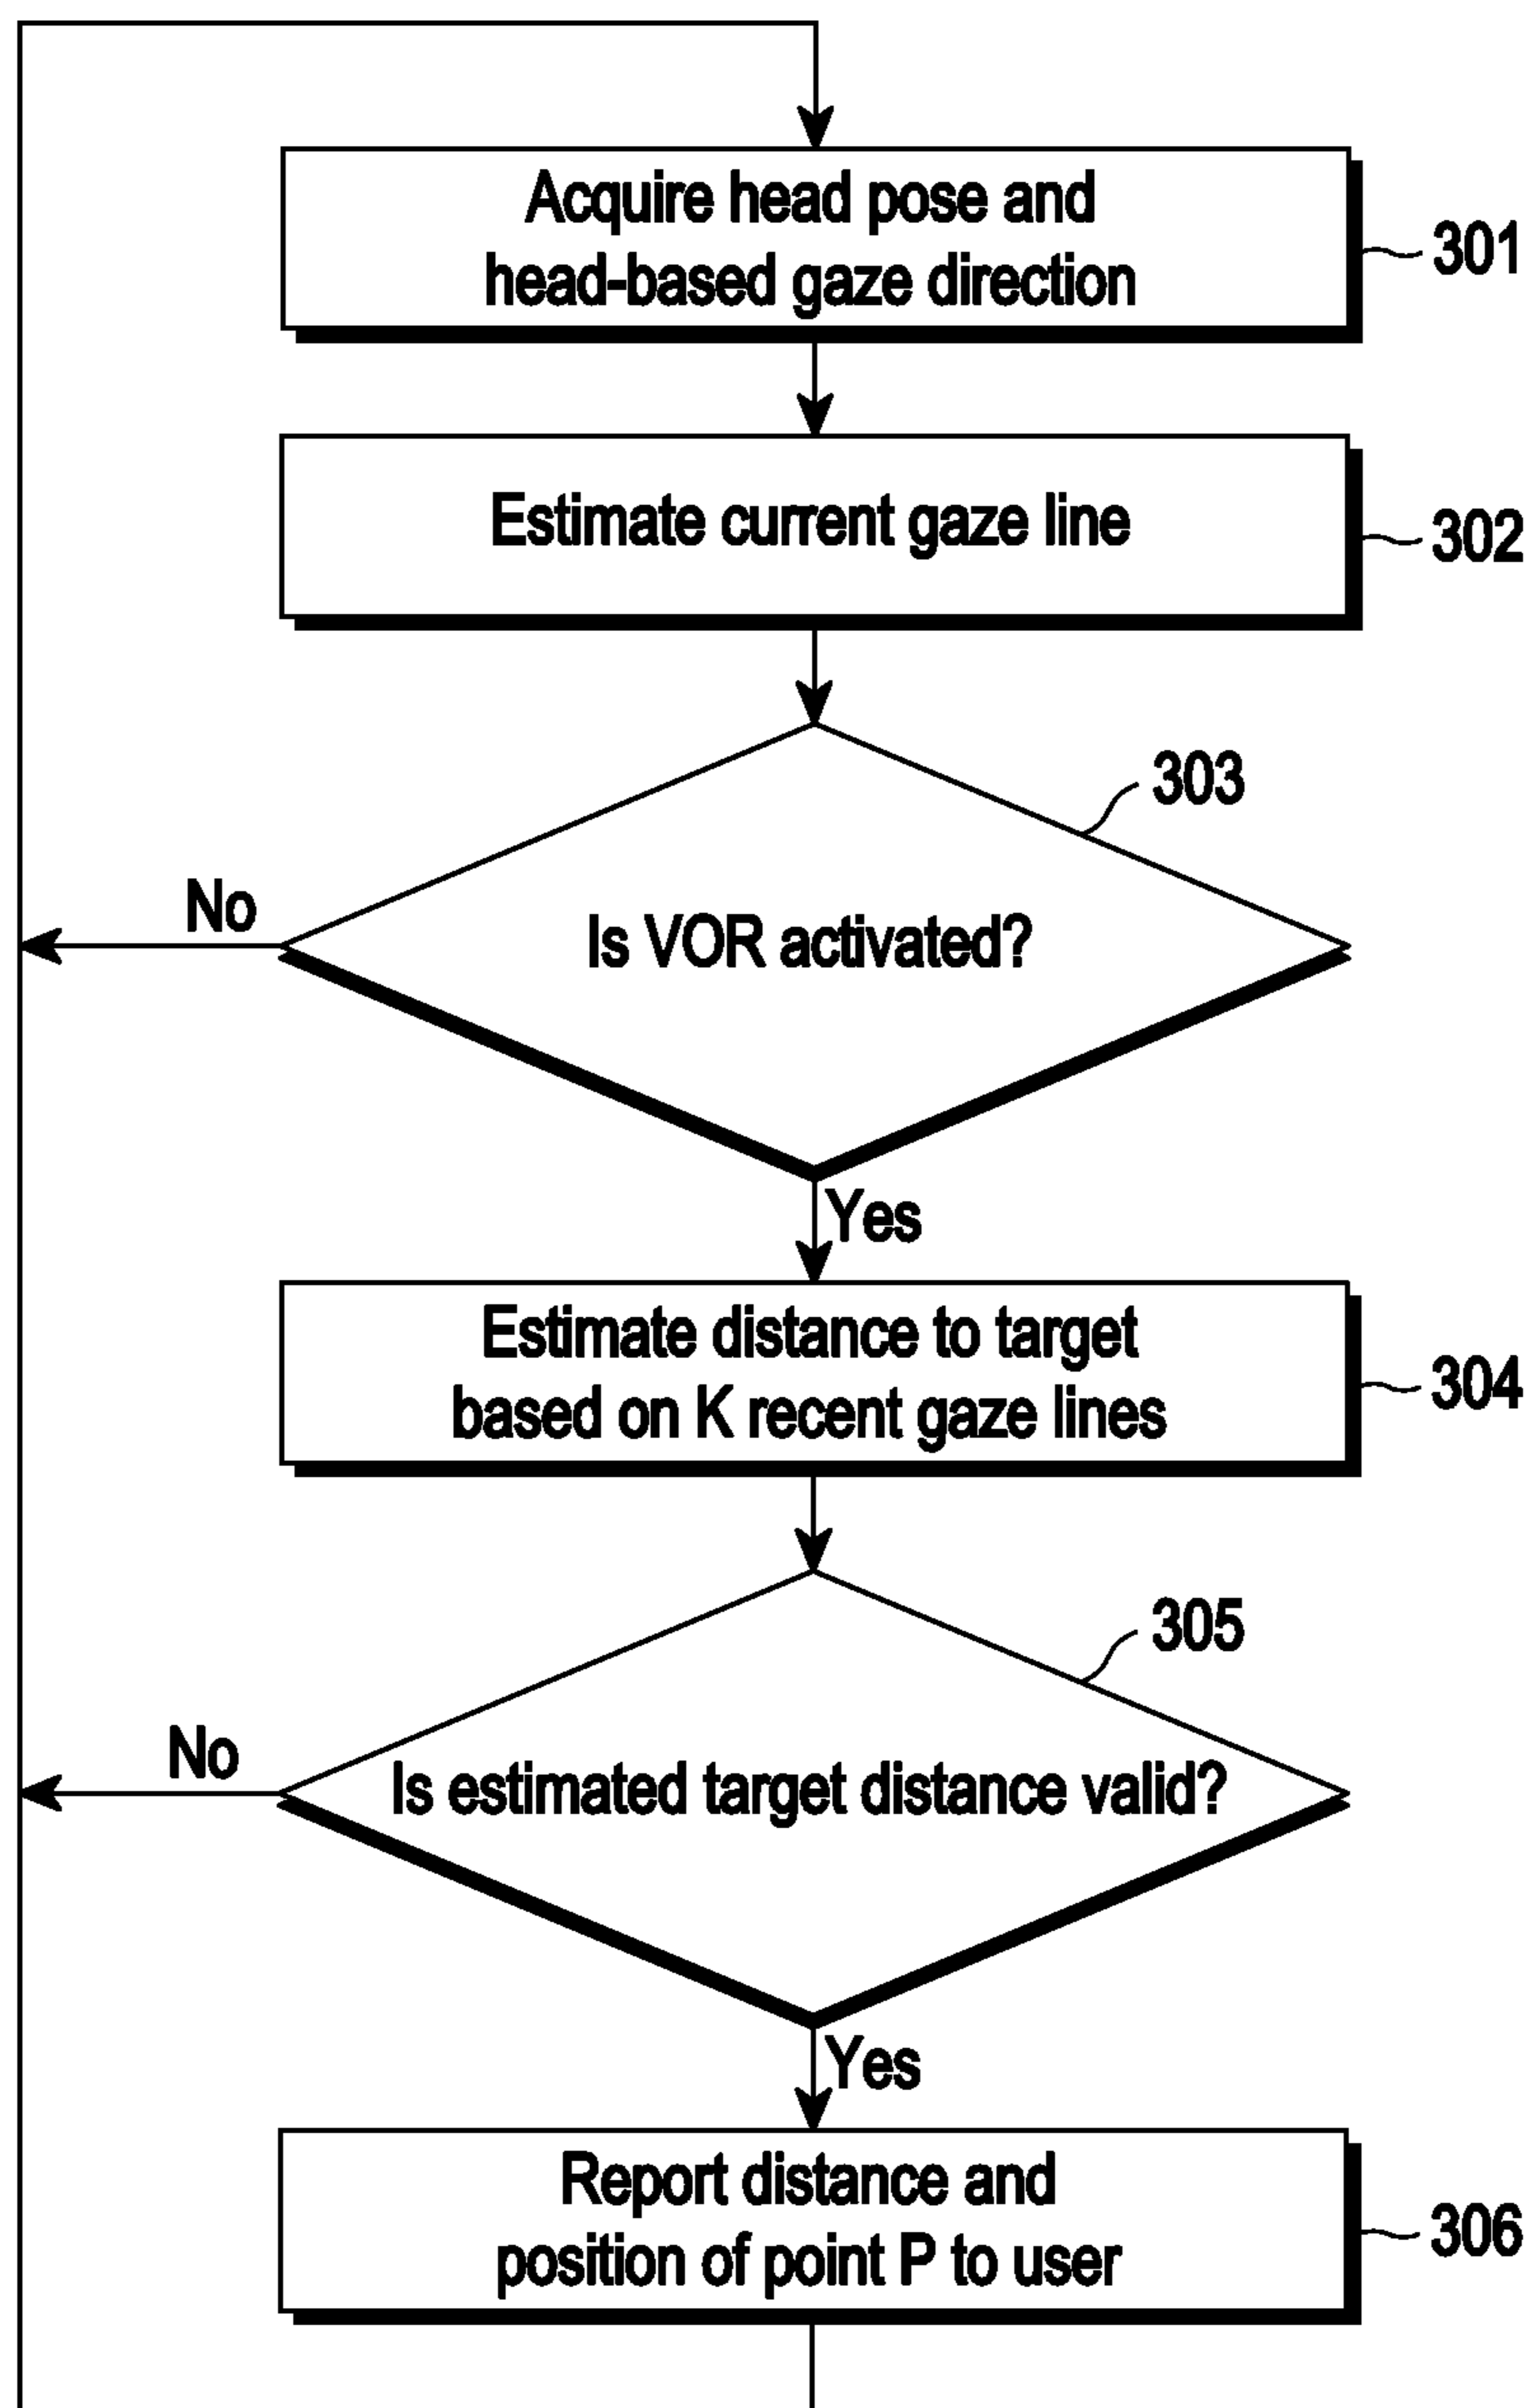 Acquire head pose and
head-based gaze direction
301
Estimate current gaze line
302
303
No
Is VOR activated?
Yes
Estimate distance to target
based on K recent gaze lines
304
305
No
Is estimated target distance valid?
Yes
Report distance and
position of point P to user
306